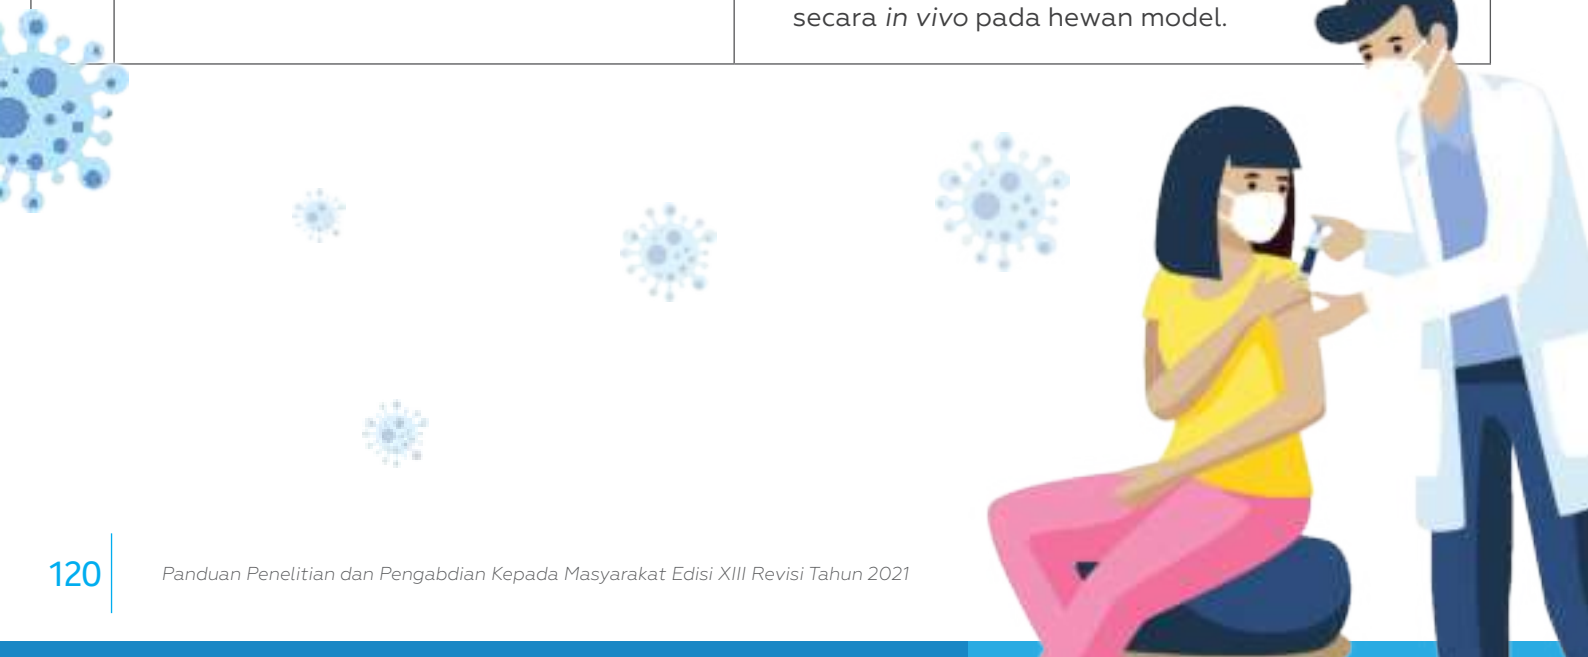 secara in vivo pada hewan model.
120
Panduan Penelitian dan Pengabdian Kepada Masyarakat Edisi XIII Revisi Tahun 2021